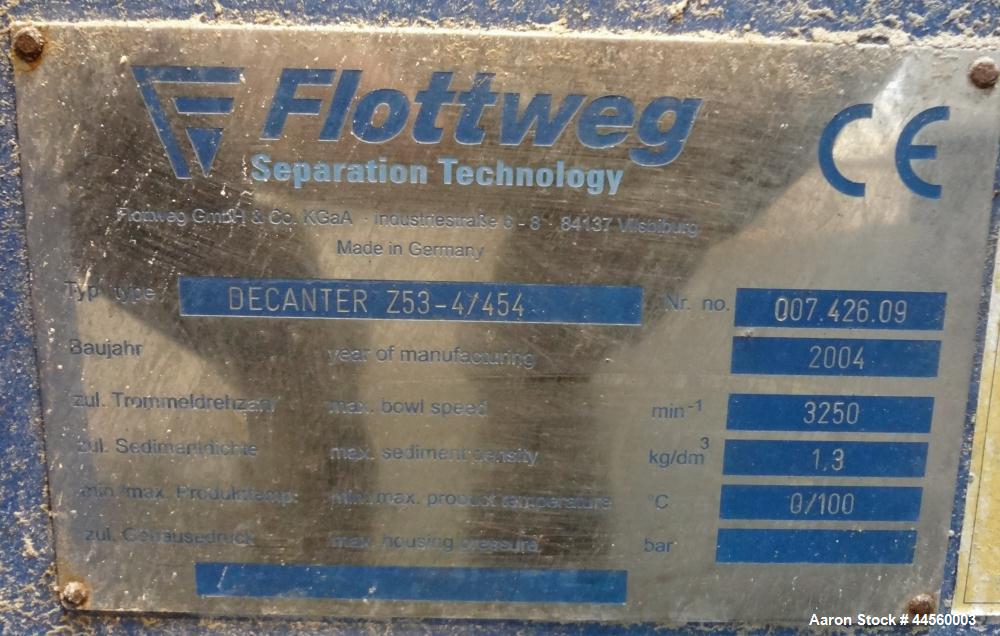 Flottweg
CE
Separation Technology
Flottweg GmbH & Co. KGaA · Industriestraße 6 - 8 · 84137 Vilsbiburg
Made in Germany
Typ type DECANTER Z53-4/454 Nr. no. 007.426.09
Baujahr year of manufacturing 2004
zul. Trommeldrehzahl max. bowl speed min-1 3250
zul. Sedimentdichte max. sediment density kg/dm3 1,3
min./max. Produkttemp. min./max. product temperature °C 0/100
zul. Gehäusedruck max. housing pressure bar
Aaron Stock # 44560003